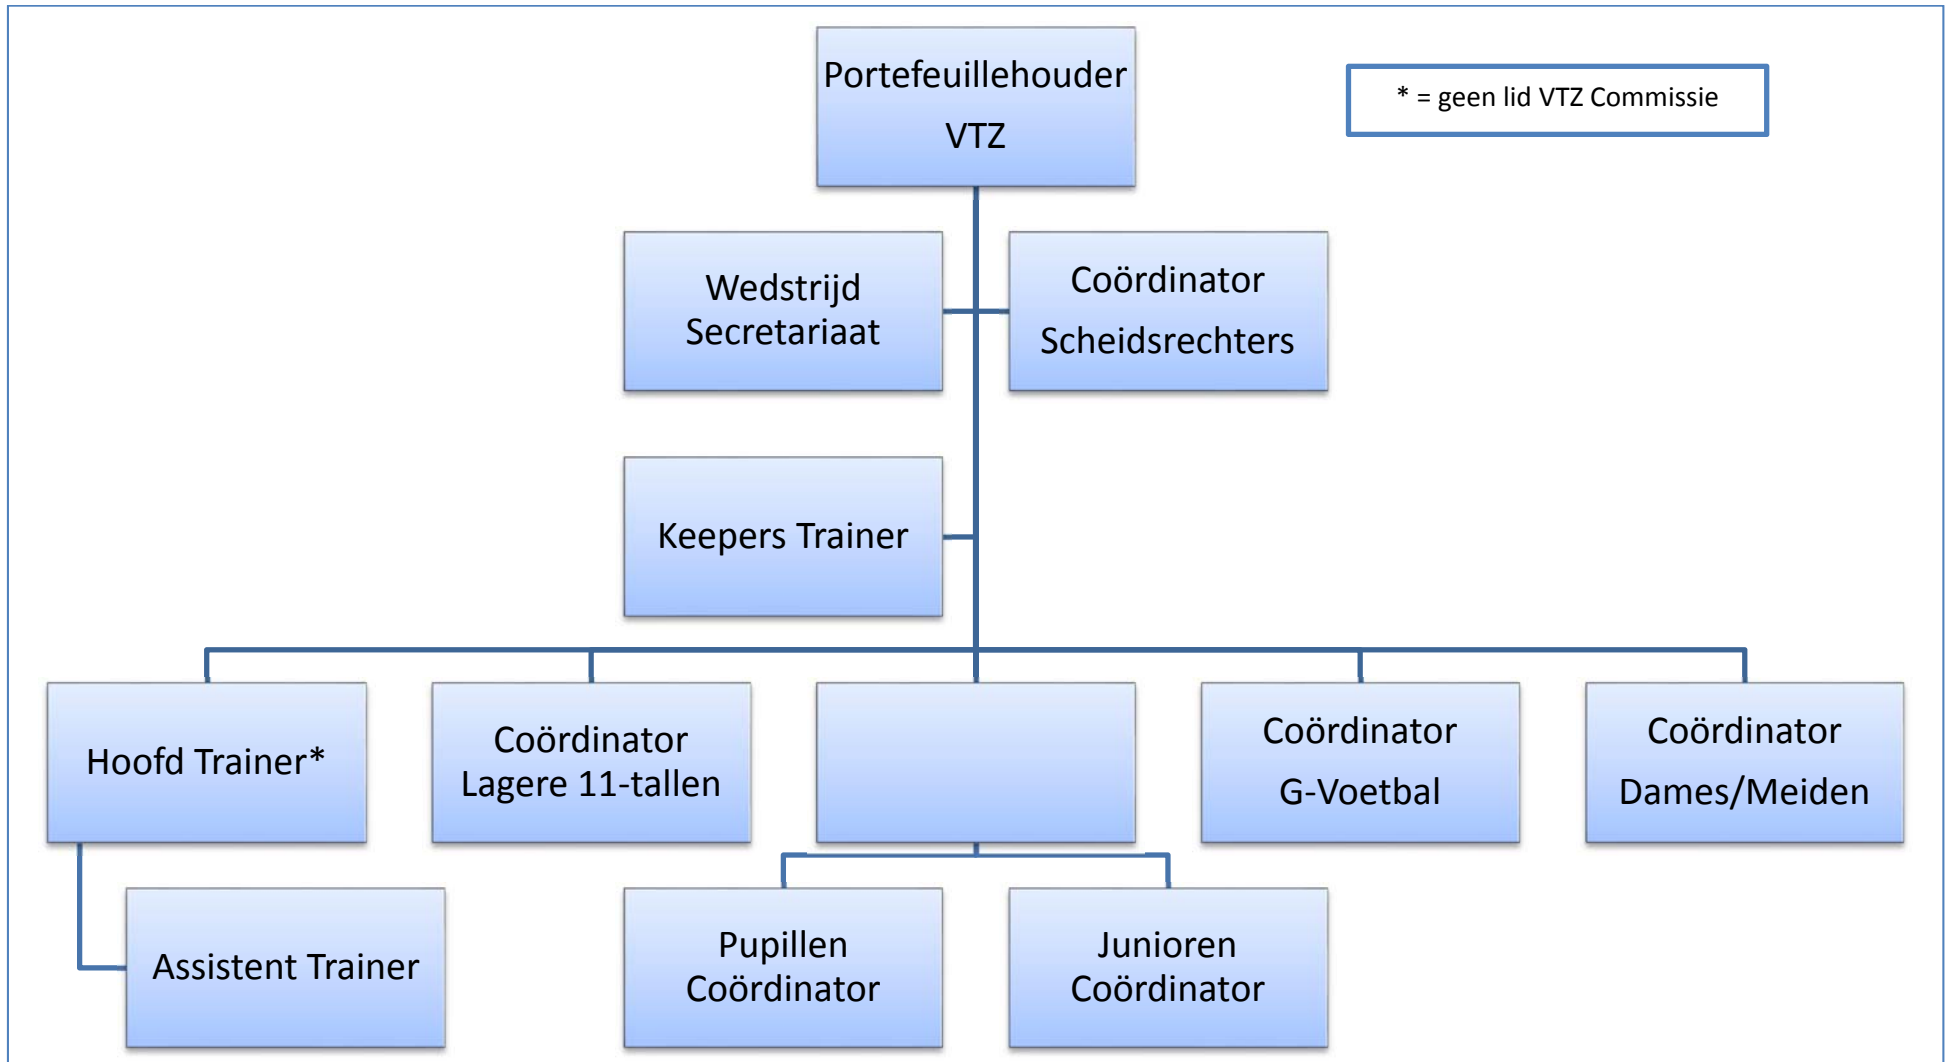 Portefeuillehouder
VTZ
* = geen lid VTZ Commissie
Wedstrijd
Secretariaat
Coördinator
Scheidsrechters
Keepers Trainer
Hoofd Trainer*
Coördinator
Lagere 11-tallen
Coördinator
G-Voetbal
Coördinator
Dames/Meiden
Assistent Trainer
Pupillen
Coördinator
Junioren
Coördinator